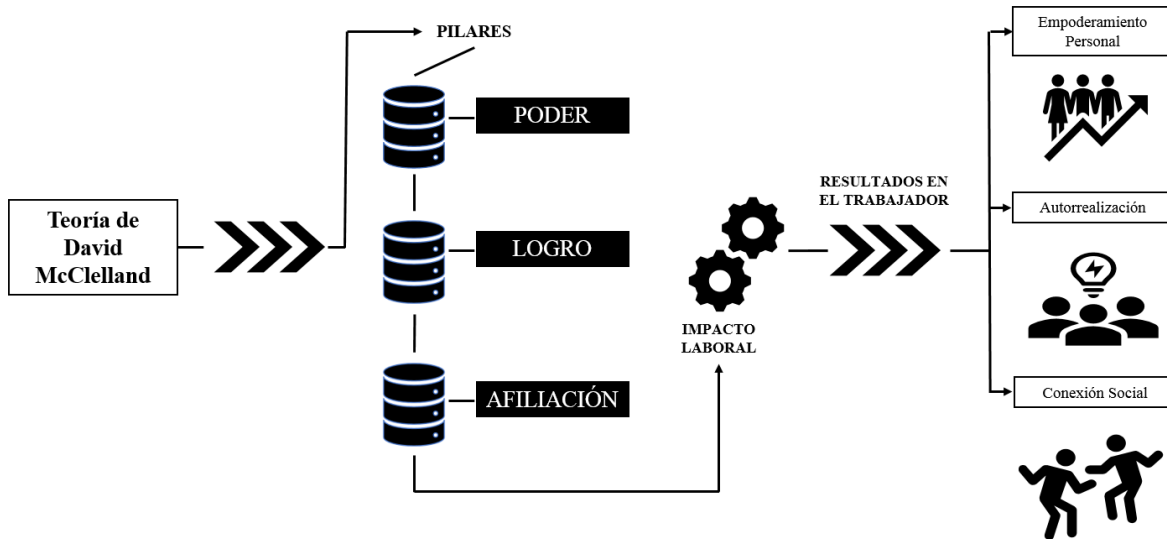 Teoría de
David
McClelland
PILARES
PODER
LOGRO
AFILIACIÓN
IMPACTO
LABORAL
RESULTADOS EN
EL TRABAJADOR
Empoderamiento
Personal
Autorrealización
Conexión Social